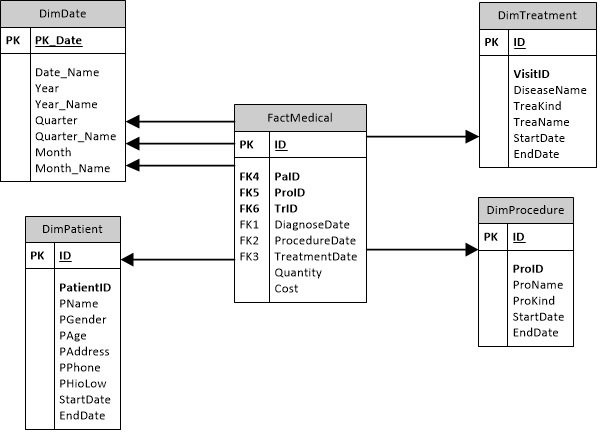 DimDate
PK PK_Date
Date_Name
Year
Year_Name
Quarter
Quarter_Name
Month
Month_Name
DimTreatment
PK ID
VisitID
DiseaseName
TreaKind
TreaName
StartDate
EndDate
FactMedical
PK ID
FK4 PaID
FK5 ProID
FK6 TrID
FK1 DiagnoseDate
FK2 ProcedureDate
FK3 TreatmentDate
Quantity
Cost
DimPatient
PK ID
PatientID
PName
PGender
PAge
PAddress
PPhone
PHioLow
StartDate
EndDate
DimProcedure
PK ID
ProID
ProName
ProKind
StartDate
EndDate